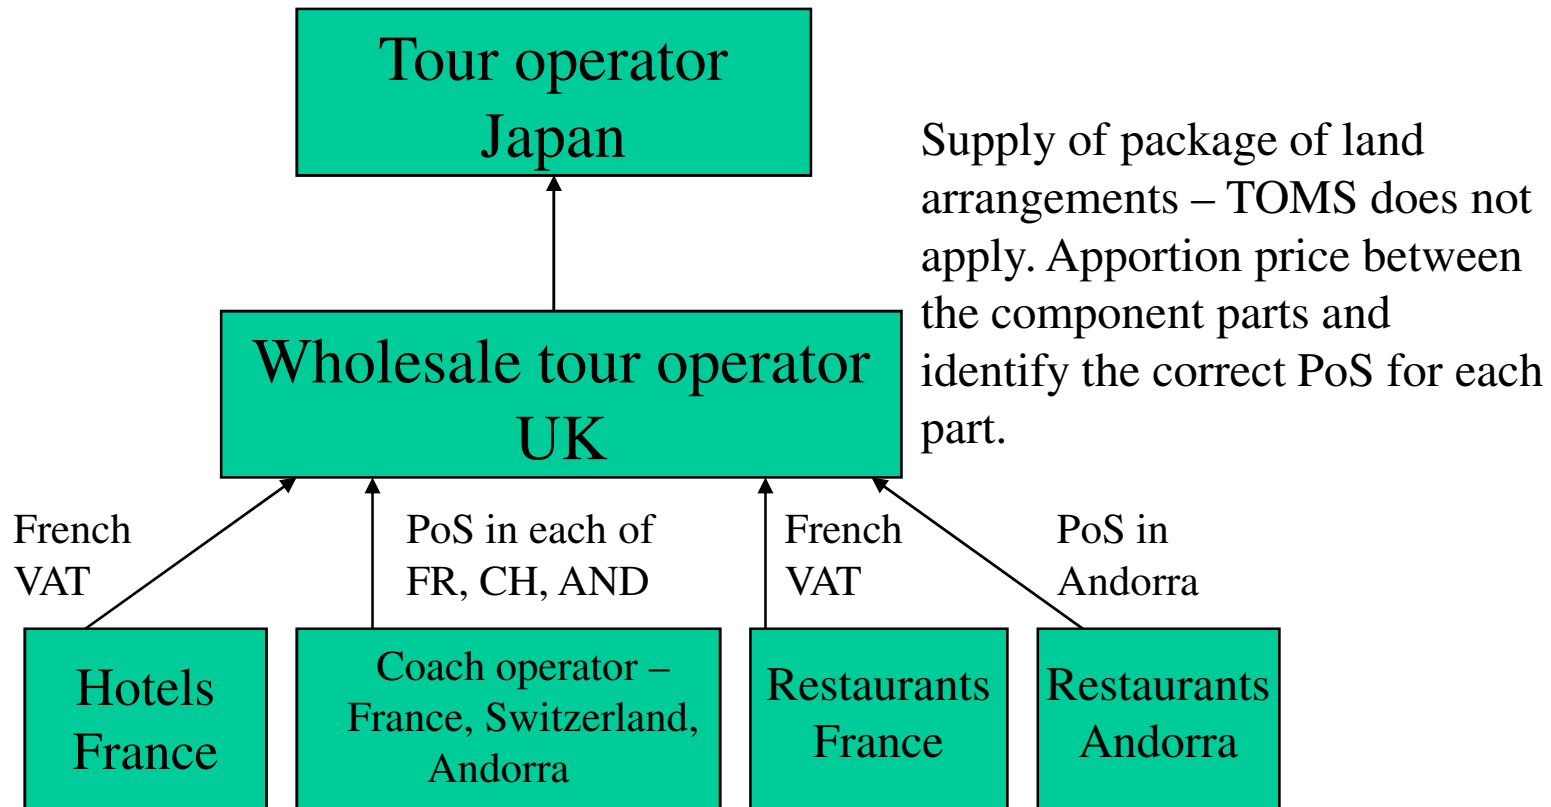 Tour operator
Japan
Supply of package of land
arrangements – TOMS does not
apply. Apportion price between
the component parts and
identify the correct PoS for each
part.
Wholesale tour operator
UK
French
VAT
PoS in each of
FR, CH, AND
French
VAT
PoS in
Andorra
Hotels
France
Coach operator –
France, Switzerland,
Andorra
Restaurants
France
Restaurants
Andorra